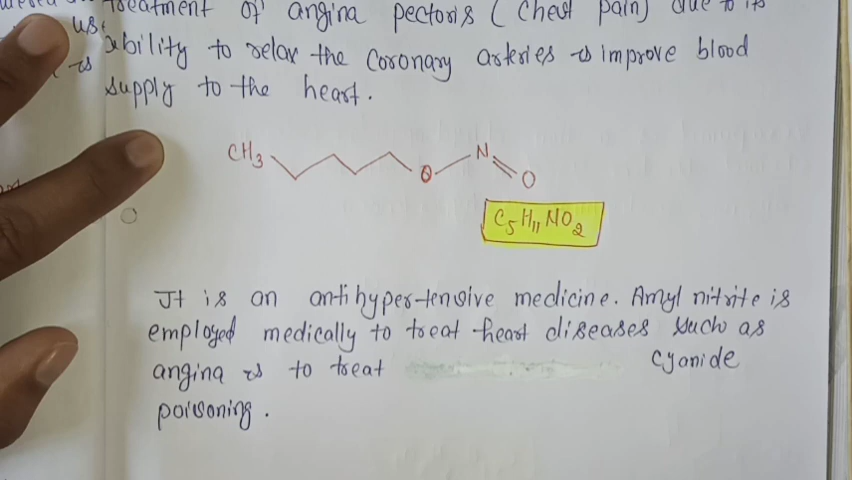 treatment of angina pectoris ( chest pain) due to its
ability to relax the coronary arteries & improve blood
supply to the heart.
CH3
O
N
O
C5H11NO2
It is an antihypertensive medicine. Amyl nitrite is
employed medically to treat heart diseases such as
angina & to treat cyanide
poisoning.